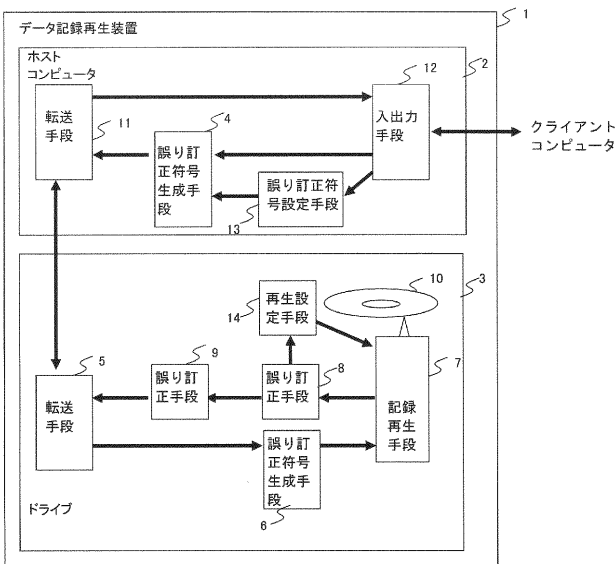 データ記録再生装置
1
ホスト
コンピュータ
2
転送
手段
11
4
誤り訂
正符号
生成手
段
誤り訂正符
号設定手段
13
12
入出力
手段
クライアント
コンピュータ
3
10
再生設
定手段
14
5
転送
手段
9
誤り訂
正手段
誤り訂
正手段
8
7
記録
再生
手段
誤り訂
正符号
生成手
段
6
ドライブ